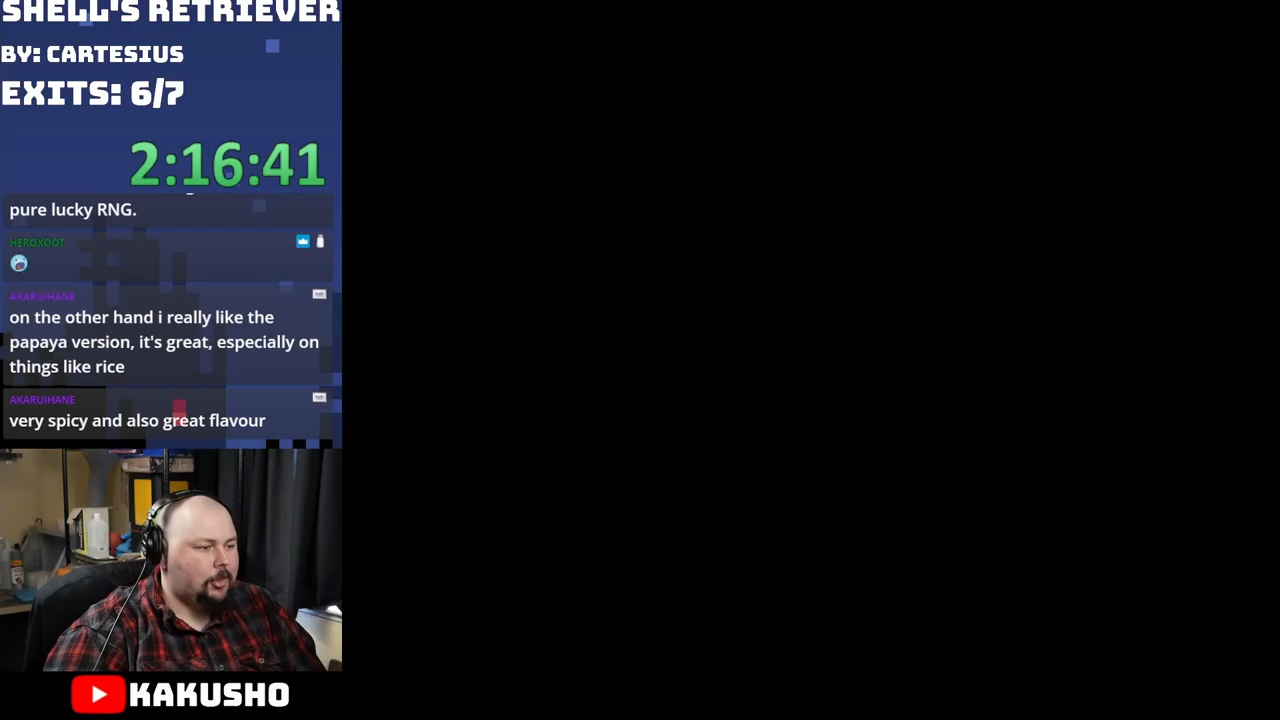 SHELL'S RETRIEVER
BY: CARTESIUS
EXITS: 6/7
2:16:41
pure lucky RNG.
HEROXOOT
AKARUIHANE
on the other hand i really like the
papaya version, it's great, especially on
things like rice
AKARUIHANE
very spicy and also great flavour
KAKUSHO